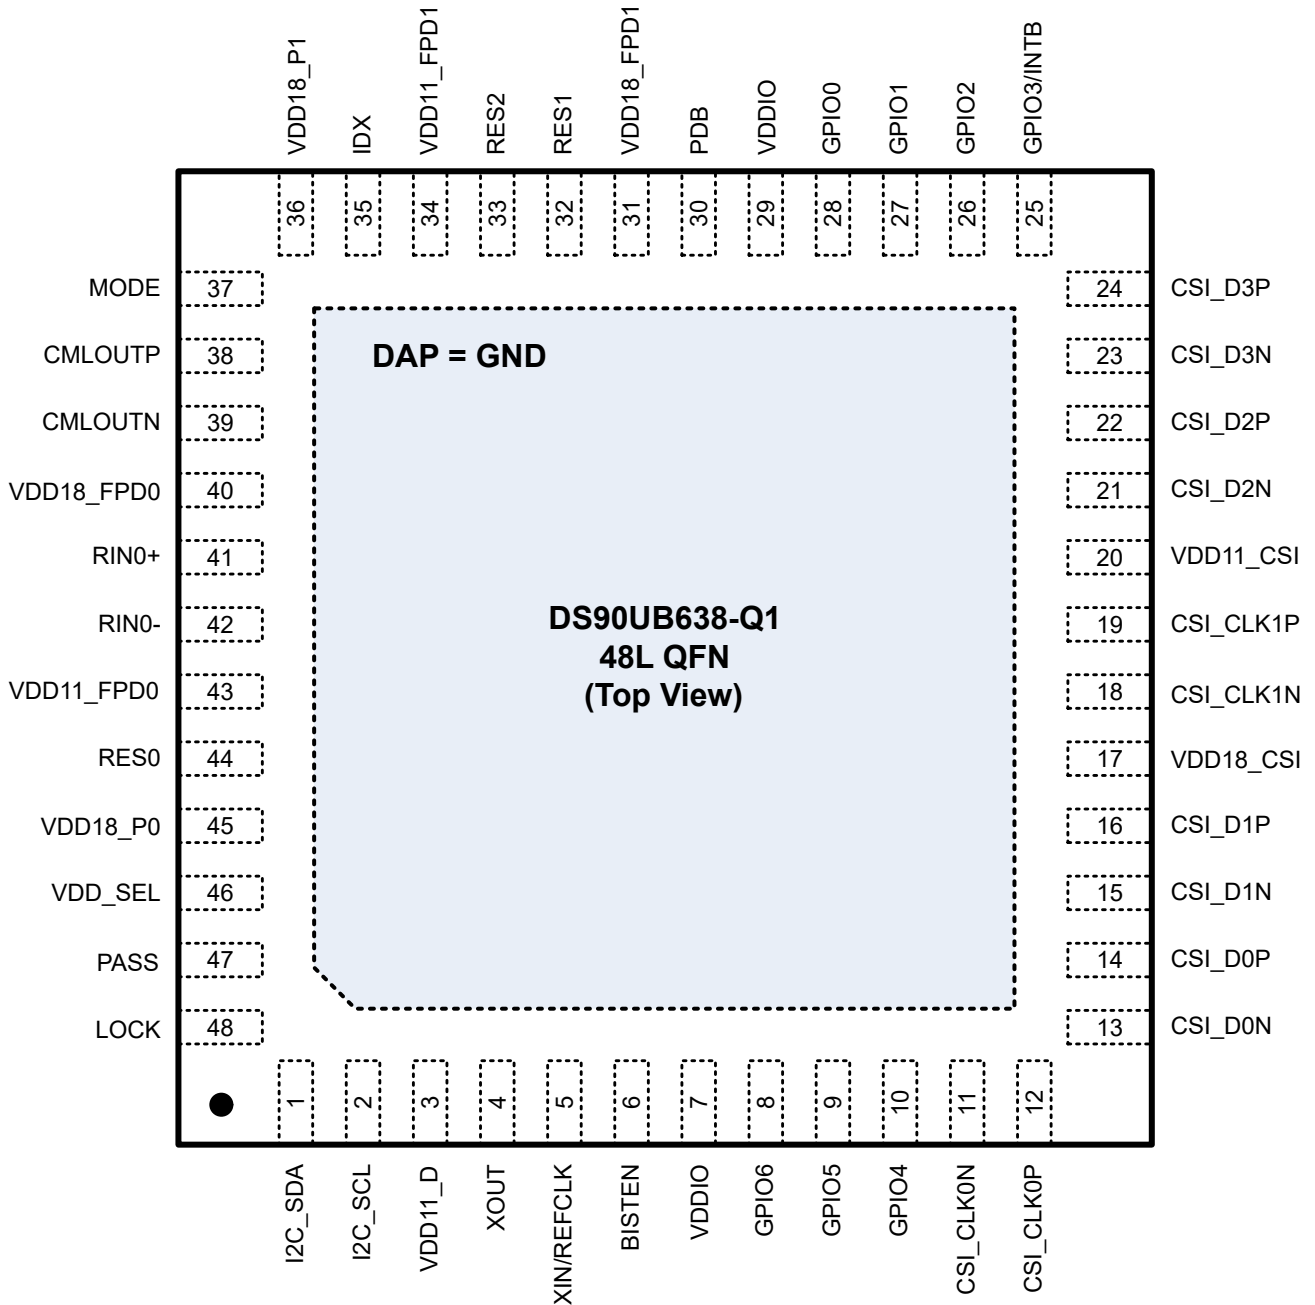 VDD18_P1
IDX
VDD11_FPD1
RES2
RES1
VDD18_FPD1
PDB
VDDIO
GPIO0
GPIO1
GPIO2
GPIO3/INTB
36
35
34
33
32
31
30
29
28
27
26
25
MODE 37
CMLOUTP 38
CMLOUTN 39
VDD18_FPD0 40
RIN0+ 41
RIN0- 42
VDD11_FPD0 43
RES0 44
VDD18_P0 45
VDD_SEL 46
PASS 47
LOCK 48
DAP = GND
DS90UB638-Q1
48L QFN
(Top View)
24 CSI_D3P
23 CSI_D3N
22 CSI_D2P
21 CSI_D2N
20 VDD11_CSI
19 CSI_CLK1P
18 CSI_CLK1N
17 VDD18_CSI
16 CSI_D1P
15 CSI_D1N
14 CSI_D0P
13 CSI_D0N
1
2
3
4
5
6
7
8
9
10
11
12
I2C_SDA
I2C_SCL
VDD11_D
XOUT
XIN/REFCLK
BISTEN
VDDIO
GPIO6
GPIO5
GPIO4
CSI_CLK0N
CSI_CLK0P